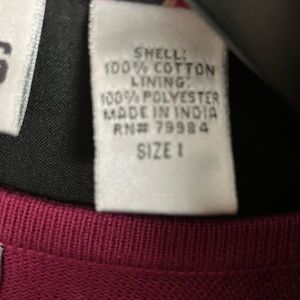 S
SHELL:
100% COTTON
LINING:
100% POLYESTER
MADE IN INDIA
RN# 79984
SIZE 1